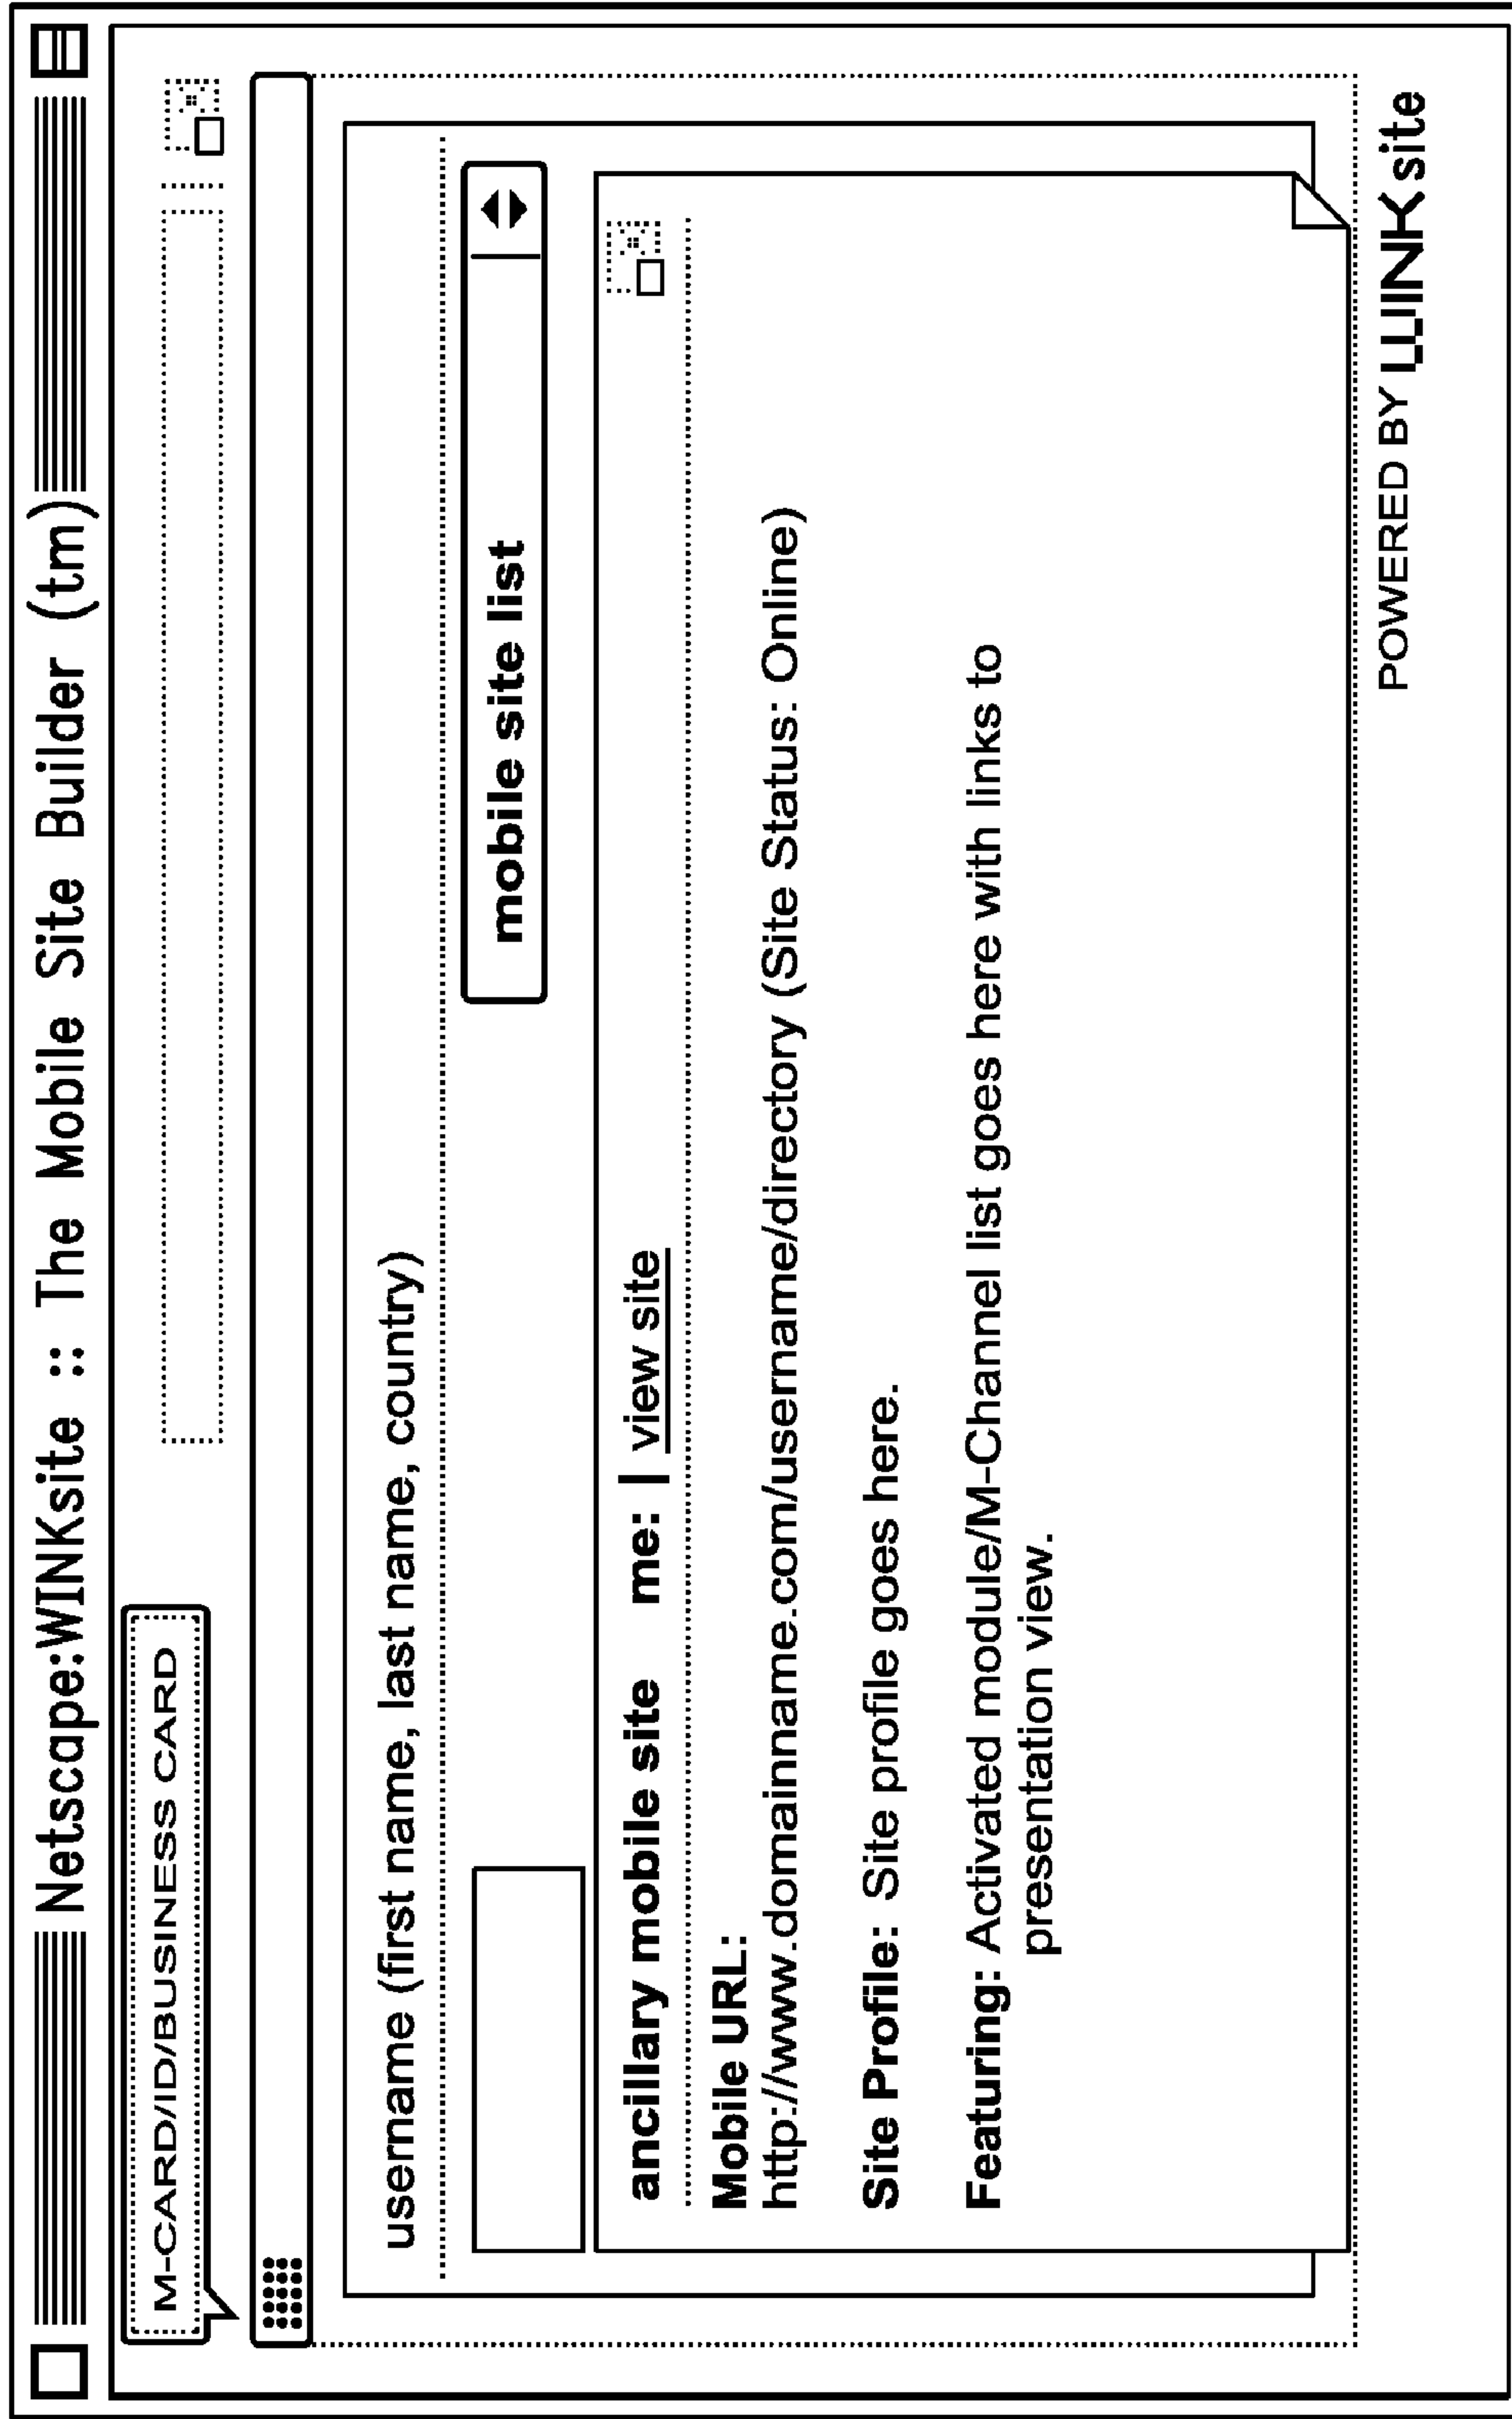 Netscape:WINKsite :: The Mobile Site Builder (tm)
M-CARD/ID/BUSINESS CARD
username (first name, last name, country)
mobile site list
ancillary mobile site me: | view site
Mobile URL:
http://www.domainname.com/username/directory (Site Status: Online)
Site Profile: Site profile goes here.
Featuring: Activated module/M-Channel list goes here with links to
presentation view.
POWERED BY WINKsite